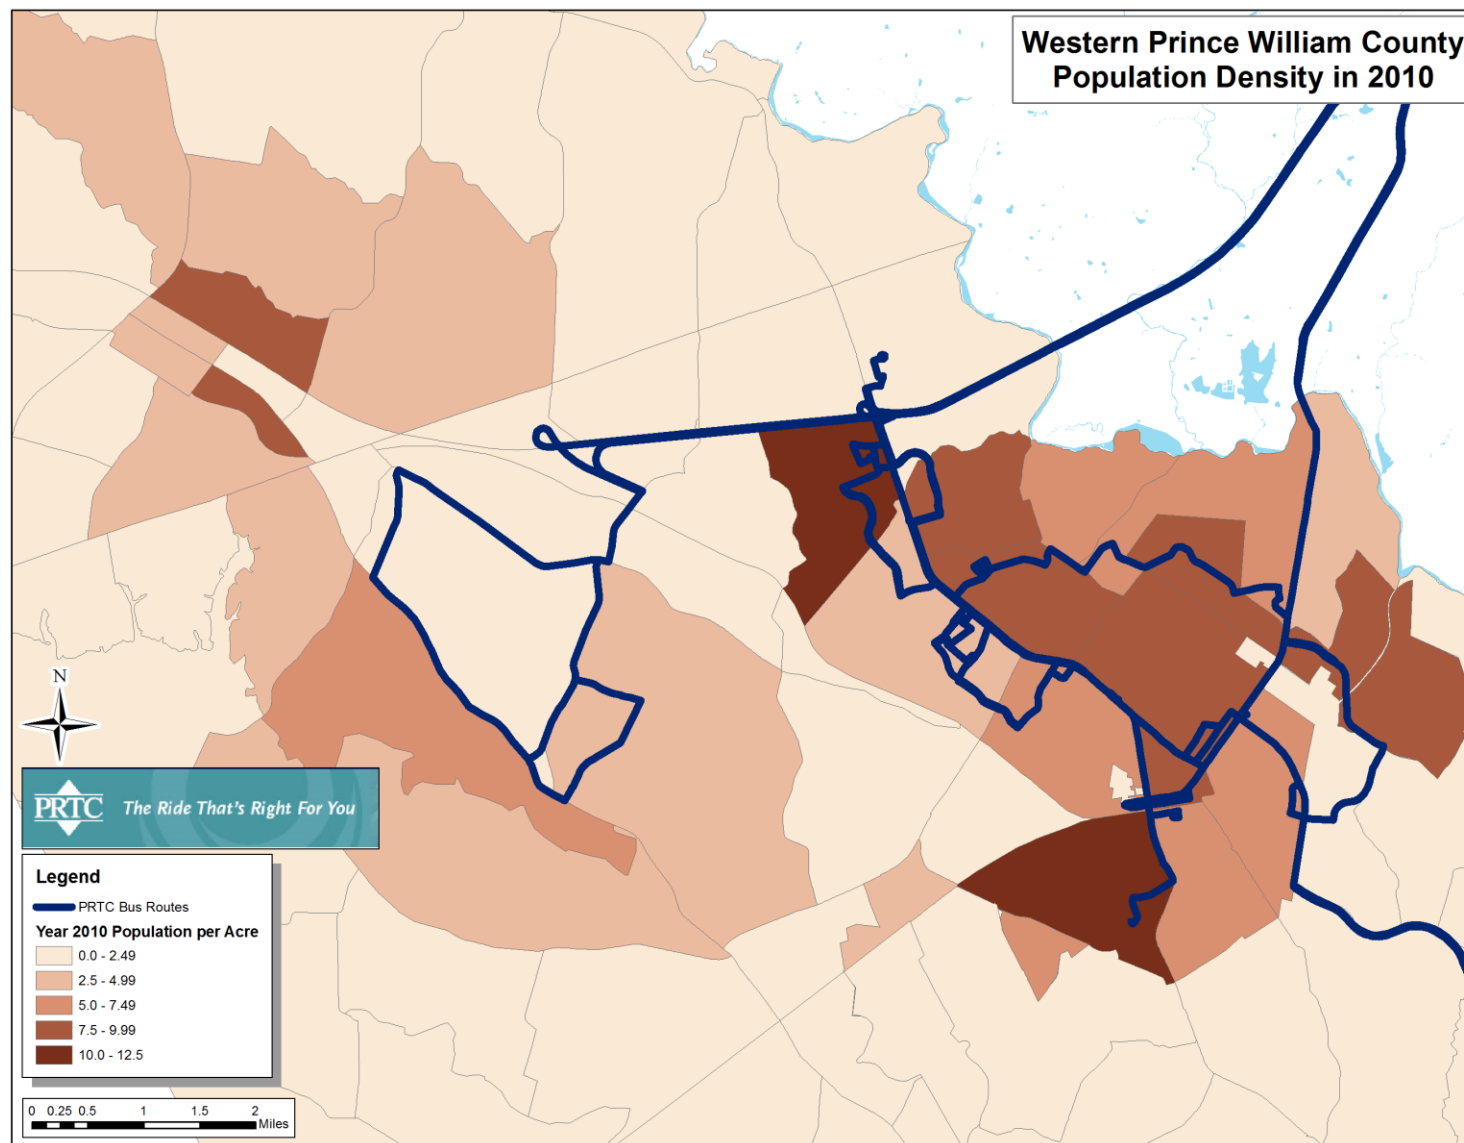 Western Prince William County
Population Density in 2010
N
PRTC The Ride That's Right For You
Legend
PRTC Bus Routes
Year 2010 Population per Acre
0.0 - 2.49
2.5 - 4.99
5.0 - 7.49
7.5 - 9.99
10.0 - 12.5
0 0.25 0.5 1 1.5 2
Miles